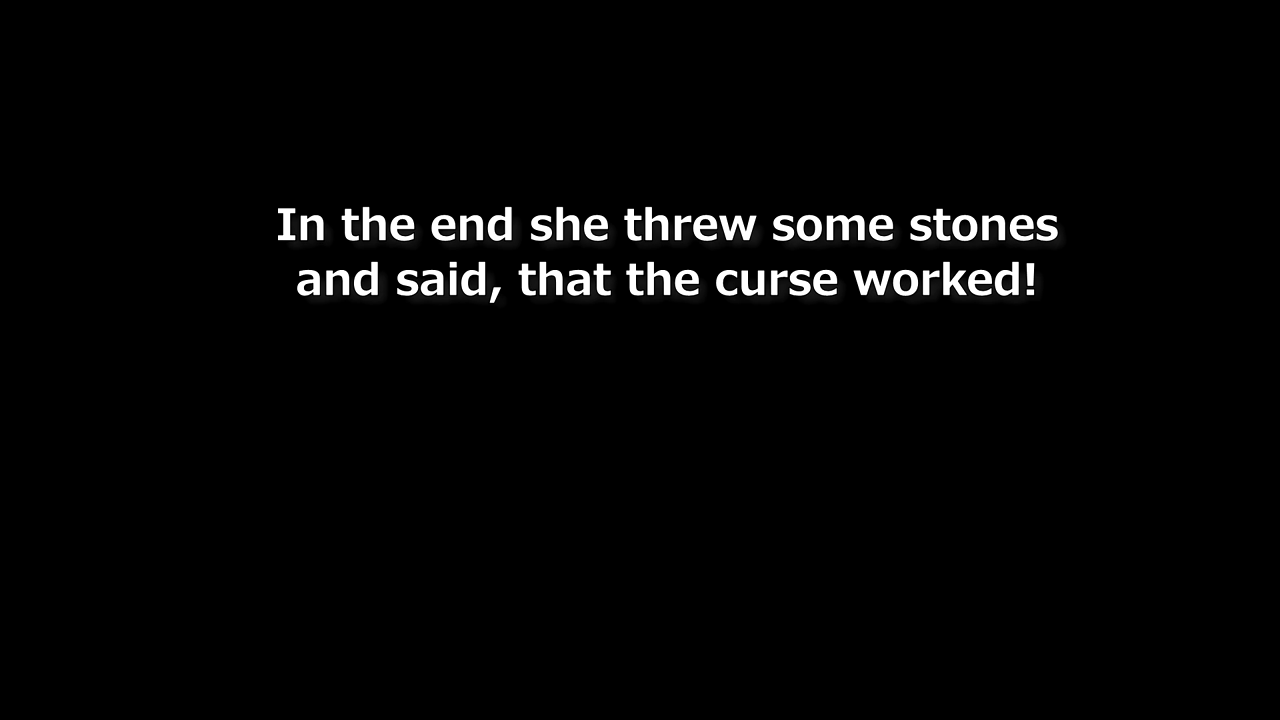 In the end she threw some stones
and said, that the curse worked!